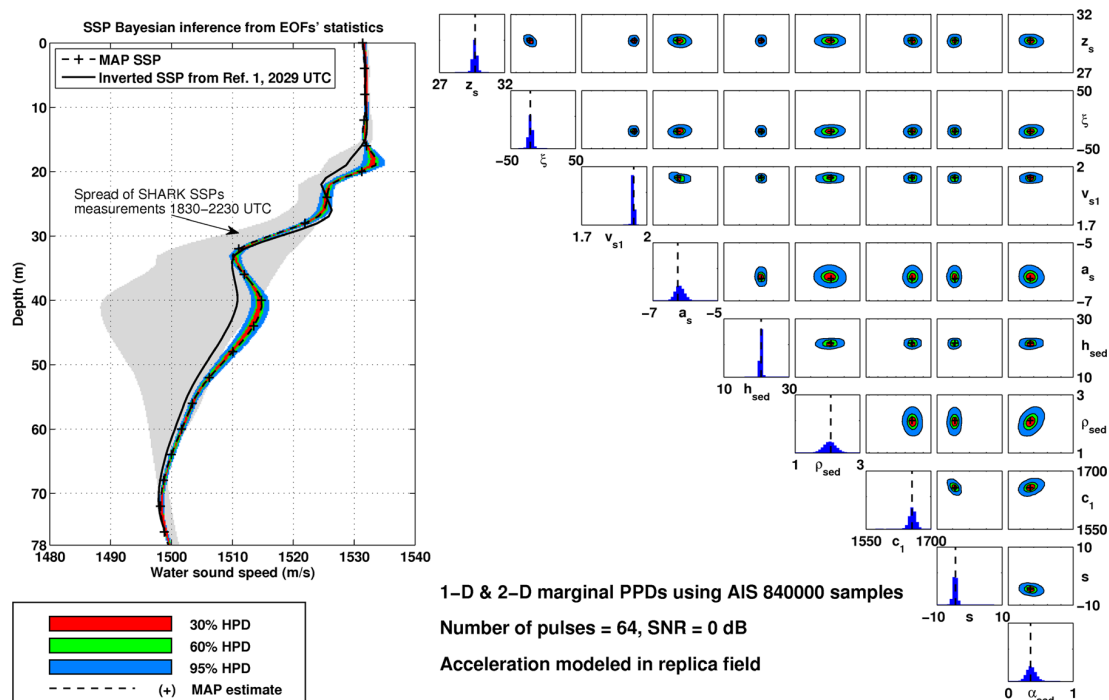 SSP Bayesian inference from EOFs' statistics
MAP SSP
Inverted SSP from Ref. 1, 2029 UTC
Spread of SHARK SSPs
measurements 1830−2230 UTC
Depth (m)
0
10
20
30
40
50
60
70
78
1480 1490 1500 1510 1520 1530 1540
Water sound speed (m/s)
30% HPD
60% HPD
95% HPD
(+) MAP estimate
32
z_s
27
27 z_s 32
50
ξ
−50
−50 ξ 50
2
v_s1
1.7
1.7 v_s1 2
−5
a_s
−7
−7 a_s −5
30
h_sed
10
10 h_sed 30
3
ρ_sed
1
1 ρ_sed 3
1700
c_1
1550
1550 c_1 1700
10
s
−10
−10 s 10
0 α_sed 1
1−D & 2−D marginal PPDs using AIS 840000 samples
Number of pulses = 64, SNR = 0 dB
Acceleration modeled in replica field